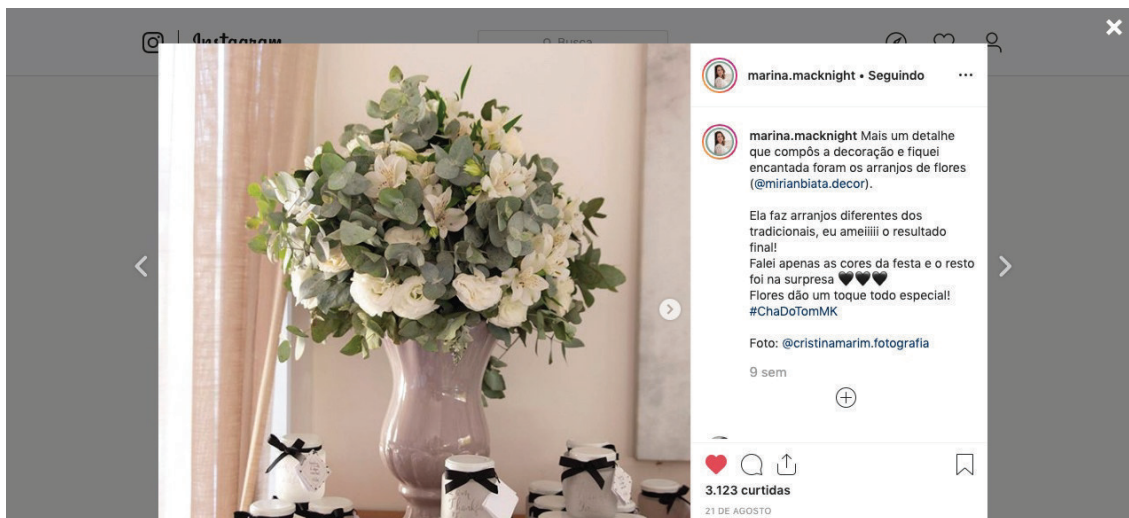 Instagram
Busca
marina.macknight • Seguindo
marina.macknight Mais um detalhe
que compôs a decoração e fiquei
encantada foram os arranjos de flores
(@mirianbiata.decor).
Ela faz arranjos diferentes dos
tradicionais, eu ameiiiii o resultado
final!
Falei apenas as cores da festa e o resto
foi na surpresa 🖤🖤🖤
Flores dão um toque todo especial!
#ChaDoTomMK
Foto: @cristinamarim.fotografia
9 sem
3.123 curtidas
21 DE AGOSTO